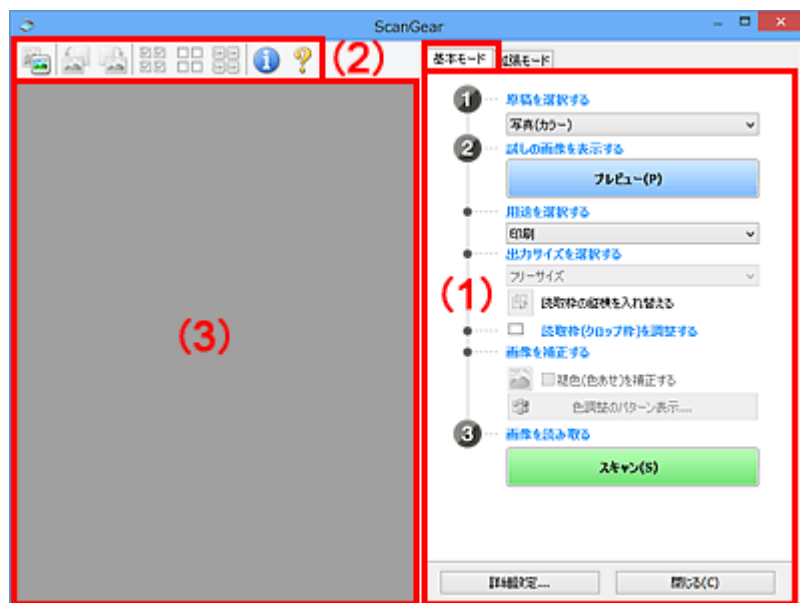 ScanGear
(2)
基本モード 拡張モード
1 原稿を選択する
写真(カラー)
2 試しの画像を表示する
プレビュー(P)
用途を選択する
印刷
出力サイズを選択する
フリーサイズ
(1)
読取枠の縦横を入れ替える
(3)
読取枠(クロップ枠)を調整する
画像を補正する
褪色(色あせ)を補正する
色調整のパターン表示....
3 画像を読み取る
スキャン(S)
詳細設定.... 閉じる(C)